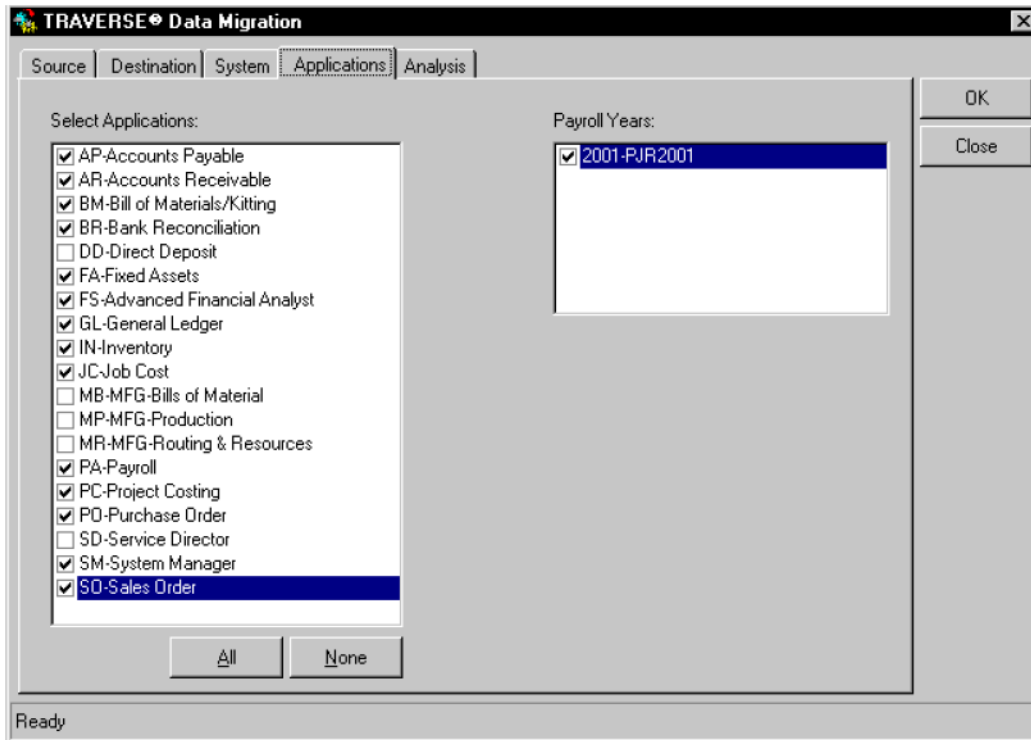 TRAVERSE® Data Migration
Source Destination System Applications Analysis
OK
Close
Select Applications:
AP-Accounts Payable
AR-Accounts Receivable
BM-Bill of Materials/Kitting
BR-Bank Reconciliation
DD-Direct Deposit
FA-Fixed Assets
FS-Advanced Financial Analyst
GL-General Ledger
IN-Inventory
JC-Job Cost
MB-MFG-Bills of Material
MP-MFG-Production
MR-MFG-Routing & Resources
PA-Payroll
PC-Project Costing
PO-Purchase Order
SD-Service Director
SM-System Manager
SO-Sales Order
All None
Payroll Years:
2001-PJR2001
Ready